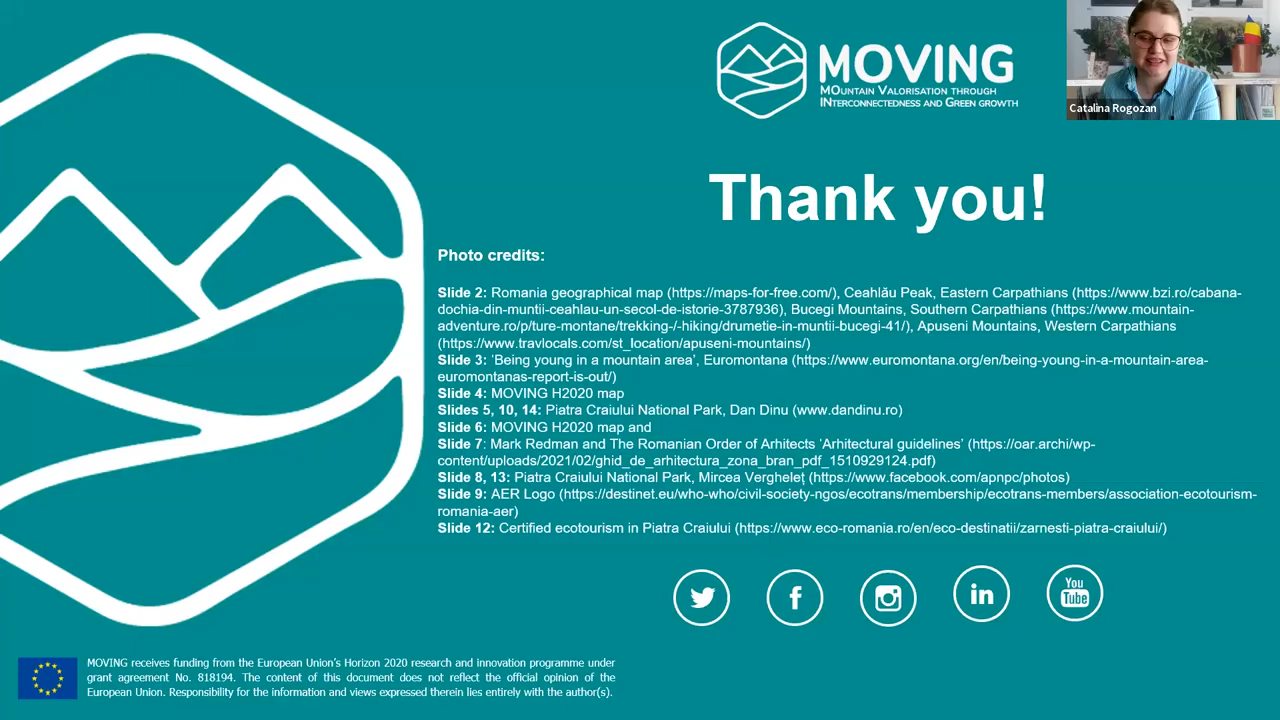 MOVING
MOUNTAIN VALORISATION THROUGH
INTERCONNECTEDNESS AND GREEN GROWTH
Catalina Rogozan
Thank you!
Photo credits:
Slide 2: Romania geographical map (https://maps-for-free.com/), Ceahlău Peak, Eastern Carpathians (https://www.bzi.ro/cabana-
dochia-din-muntii-ceahlau-un-secol-de-istorie-3787936), Bucegi Mountains, Southern Carpathians (https://www.mountain-
adventure.ro/p/ture-montane/trekking-/-hiking/drumetie-in-muntii-bucegi-41/), Apuseni Mountains, Western Carpathians
(https://www.travlocals.com/st_location/apuseni-mountains/)
Slide 3: 'Being young in a mountain area', Euromontana (https://www.euromontana.org/en/being-young-in-a-mountain-area-
euromontanas-report-is-out/)
Slide 4: MOVING H2020 map
Slides 5, 10, 14: Piatra Craiului National Park, Dan Dinu (www.dandinu.ro)
Slide 6: MOVING H2020 map and
Slide 7: Mark Redman and The Romanian Order of Arhitects 'Arhitectural guidelines' (https://oar.archi/wp-
content/uploads/2021/02/ghid_de_arhitectura_zona_bran_pdf_1510929124.pdf)
Slide 8, 13: Piatra Craiului National Park, Mircea Vergheleț (https://www.facebook.com/apnpc/photos)
Slide 9: AER Logo (https://destinet.eu/who-who/civil-society-ngos/ecotrans/membership/ecotrans-members/association-ecotourism-
romania-aer)
Slide 12: Certified ecotourism in Piatra Craiului (https://www.eco-romania.ro/en/eco-destinatii/zarnesti-piatra-craiului/)
in
You
Tube
MOVING receives funding from the European Union's Horizon 2020 research and innovation programme under
grant agreement No. 818194. The content of this document does not reflect the official opinion of the
European Union. Responsibility for the information and views expressed therein lies entirely with the author(s).